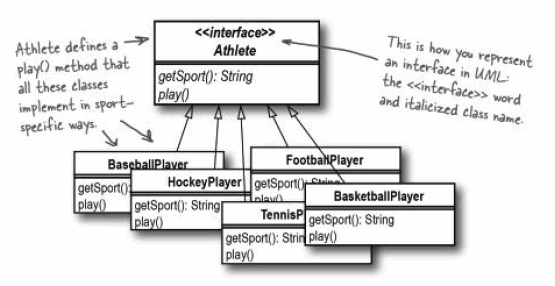 Athlete defines a
play() method that
all these classes
implement in sport-
specific ways.
<<interface>>
Athlete
getSport(): String
play()
This is how you represent
an interface in UML:
the <<interface>> word
and italicized class name.
BaseballPlayer
getSport():
play()
HockeyPlayer
getSport(): String
play()
FootballPlayer
getSport(): String
TennisP
getSport(): Strin
play()
BasketballPlayer
getSport(): String
play()